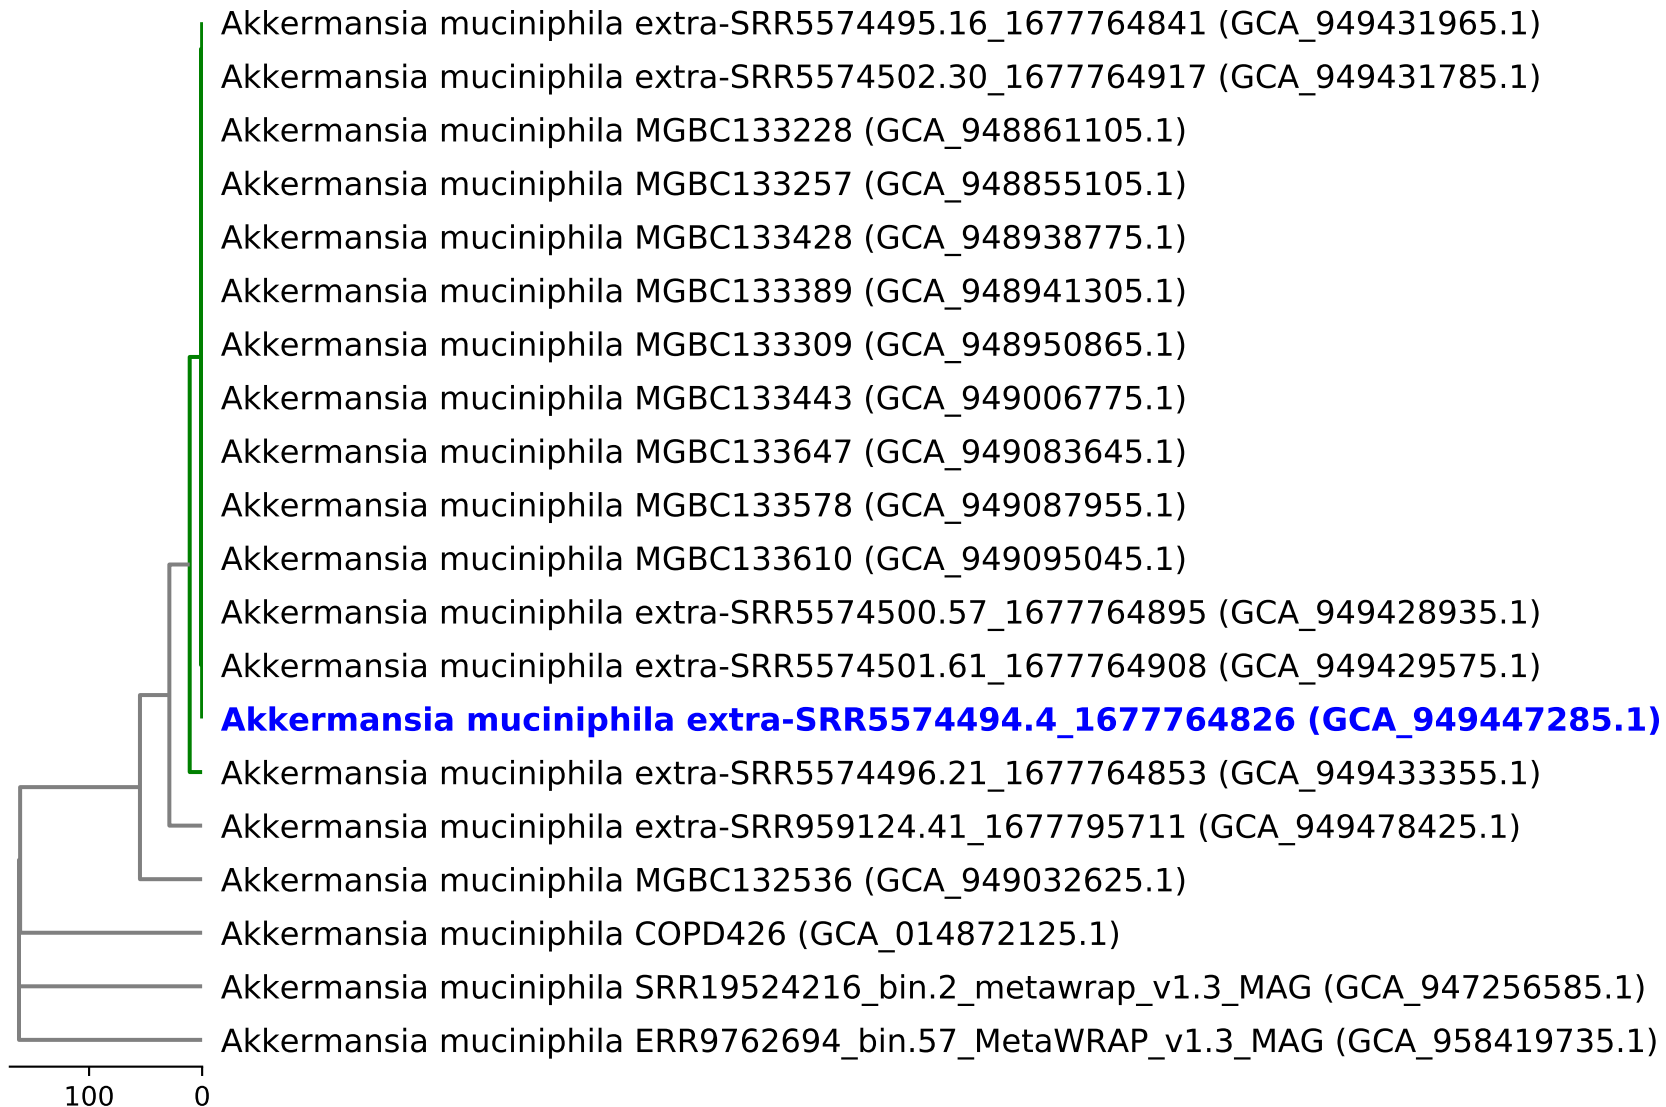 Akkermansia muciniphila extra-SRR5574495.16_1677764841 (GCA_949431965.1)
Akkermansia muciniphila extra-SRR5574502.30_1677764917 (GCA_949431785.1)
Akkermansia muciniphila MGBC133228 (GCA_948861105.1)
Akkermansia muciniphila MGBC133257 (GCA_948855105.1)
Akkermansia muciniphila MGBC133428 (GCA_948938775.1)
Akkermansia muciniphila MGBC133389 (GCA_948941305.1)
Akkermansia muciniphila MGBC133309 (GCA_948950865.1)
Akkermansia muciniphila MGBC133443 (GCA_949006775.1)
Akkermansia muciniphila MGBC133647 (GCA_949083645.1)
Akkermansia muciniphila MGBC133578 (GCA_949087955.1)
Akkermansia muciniphila MGBC133610 (GCA_949095045.1)
Akkermansia muciniphila extra-SRR5574500.57_1677764895 (GCA_949428935.1)
Akkermansia muciniphila extra-SRR5574501.61_1677764908 (GCA_949429575.1)
Akkermansia muciniphila extra-SRR5574494.4_1677764826 (GCA_949447285.1)
Akkermansia muciniphila extra-SRR5574496.21_1677764853 (GCA_949433355.1)
Akkermansia muciniphila extra-SRR959124.41_1677795711 (GCA_949478425.1)
Akkermansia muciniphila MGBC132536 (GCA_949032625.1)
Akkermansia muciniphila COPD426 (GCA_014872125.1)
Akkermansia muciniphila SRR19524216_bin.2_metawrap_v1.3_MAG (GCA_947256585.1)
Akkermansia muciniphila ERR9762694_bin.57_MetaWRAP_v1.3_MAG (GCA_958419735.1)
100 0